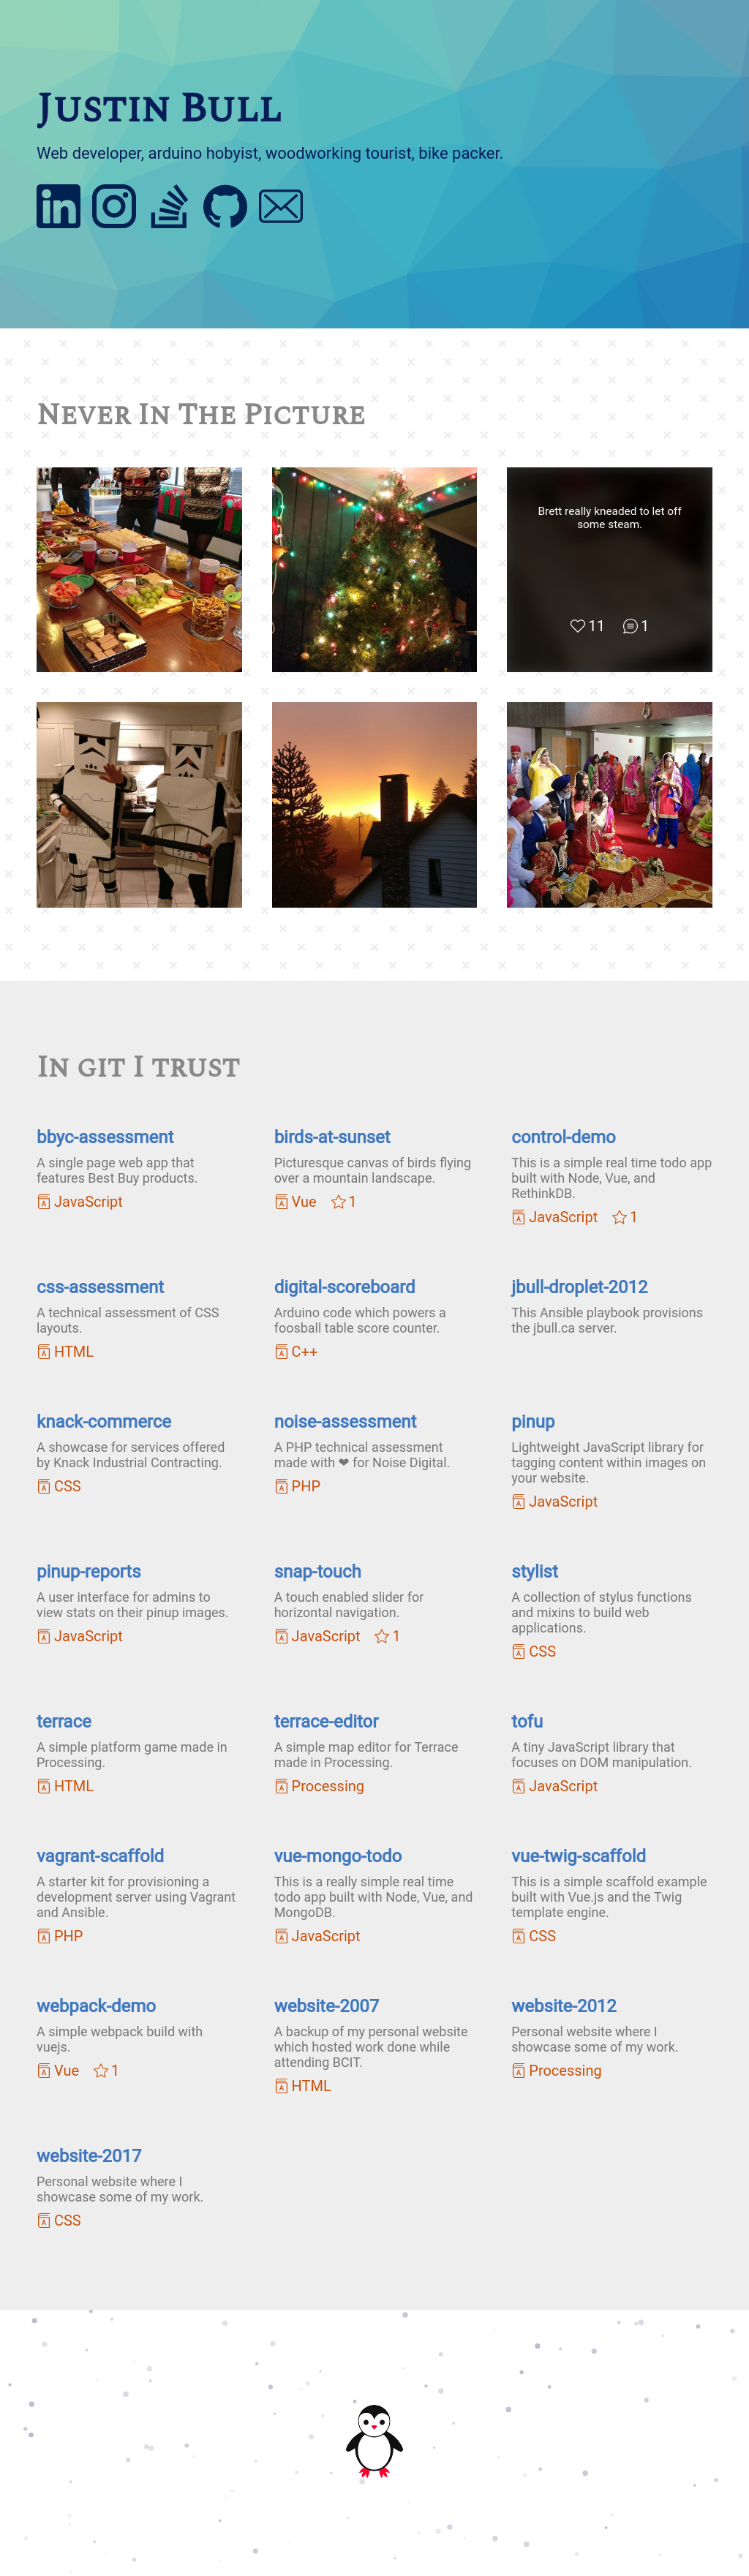 Justin Bull
Web developer, arduino hobyist, woodworking tourist, bike packer.
in
Never In The Picture
Brett really kneaded to let off
some steam.
11 1
In git I trust
bbyc-assessment
A single page web app that
features Best Buy products.
JavaScript
birds-at-sunset
Picturesque canvas of birds flying
over a mountain landscape.
Vue 1
control-demo
This is a simple real time todo app
built with Node, Vue, and
RethinkDB.
JavaScript 1
css-assessment
A technical assessment of CSS
layouts.
HTML
digital-scoreboard
Arduino code which powers a
foosball table score counter.
C++
jbull-droplet-2012
This Ansible playbook provisions
the jbull.ca server.
knack-commerce
A showcase for services offered
by Knack Industrial Contracting.
CSS
noise-assessment
A PHP technical assessment
made with ❤ for Noise Digital.
PHP
pinup
Lightweight JavaScript library for
tagging content within images on
your website.
JavaScript
pinup-reports
A user interface for admins to
view stats on their pinup images.
JavaScript
snap-touch
A touch enabled slider for
horizontal navigation.
JavaScript 1
stylist
A collection of stylus functions
and mixins to build web
applications.
CSS
terrace
A simple platform game made in
Processing.
HTML
terrace-editor
A simple map editor for Terrace
made in Processing.
Processing
tofu
A tiny JavaScript library that
focuses on DOM manipulation.
JavaScript
vagrant-scaffold
A starter kit for provisioning a
development server using Vagrant
and Ansible.
PHP
vue-mongo-todo
This is a really simple real time
todo app built with Node, Vue, and
MongoDB.
JavaScript
vue-twig-scaffold
This is a simple scaffold example
built with Vue.js and the Twig
template engine.
CSS
webpack-demo
A simple webpack build with
vuejs.
Vue 1
website-2007
A backup of my personal website
which hosted work done while
attending BCIT.
HTML
website-2012
Personal website where I
showcase some of my work.
Processing
website-2017
Personal website where I
showcase some of my work.
CSS